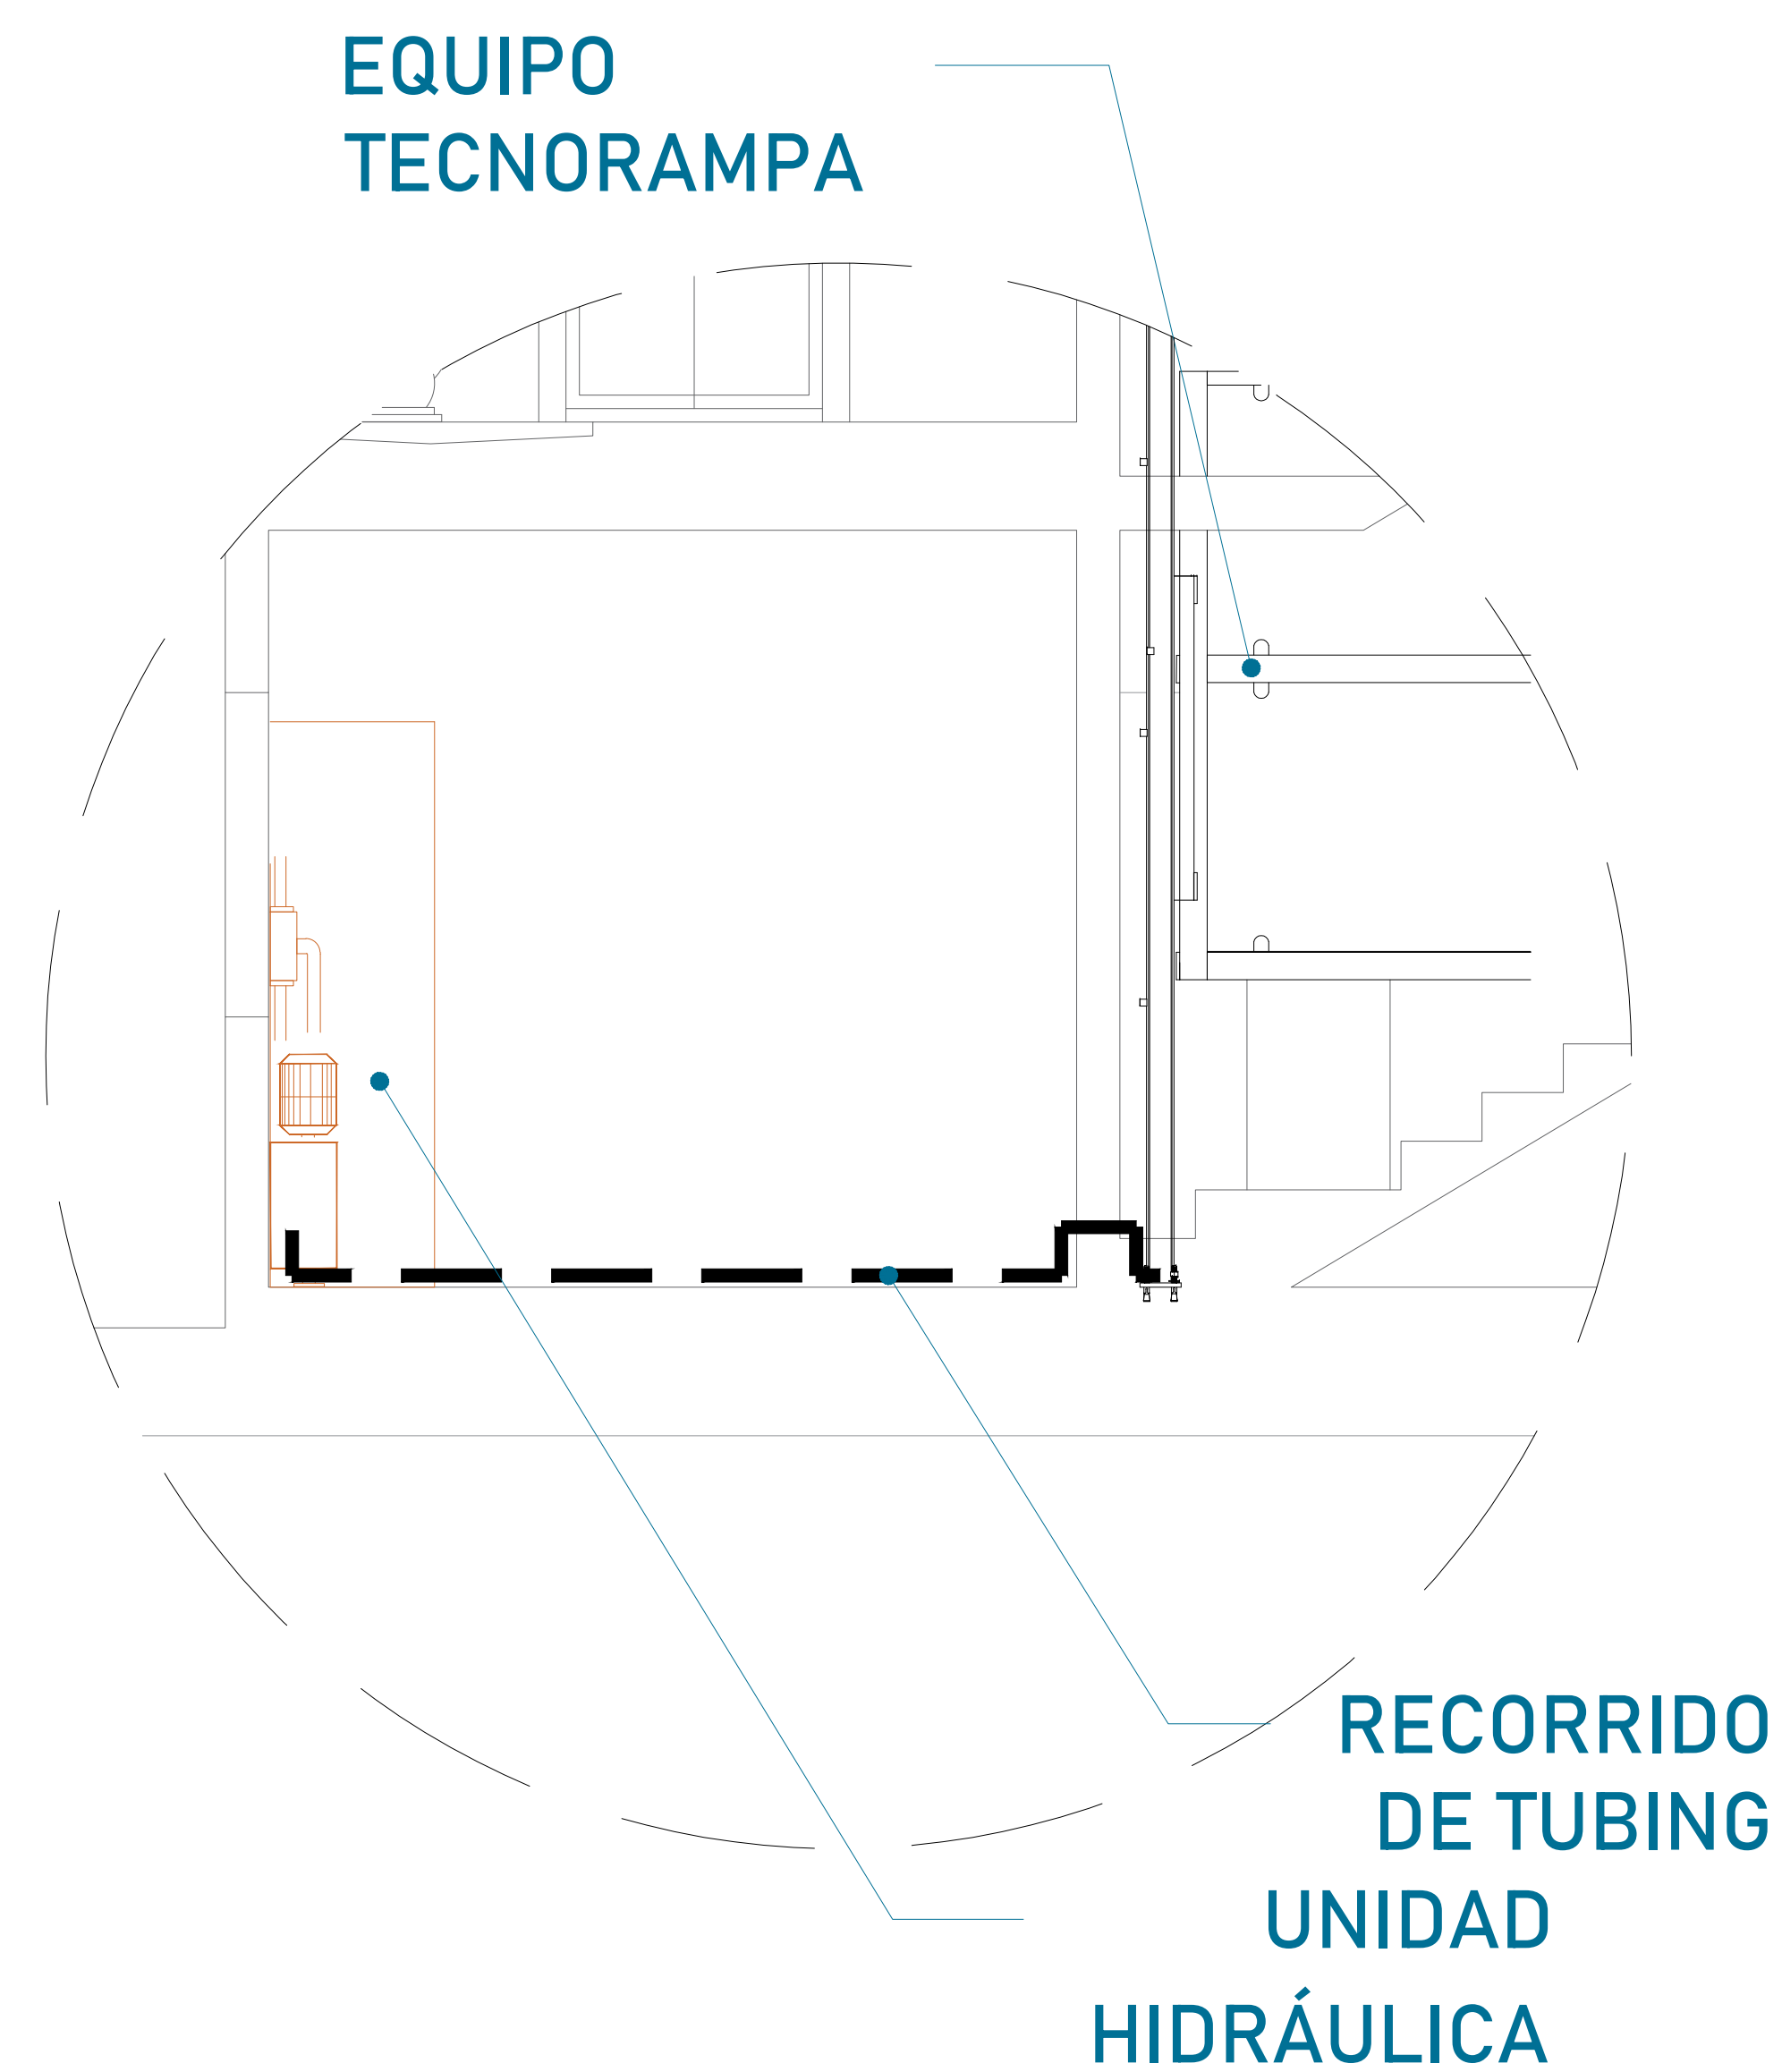 EQUIPO
TECNORAMPA
RECORRIDO
DE TUBING
UNIDAD
HIDRÁULICA